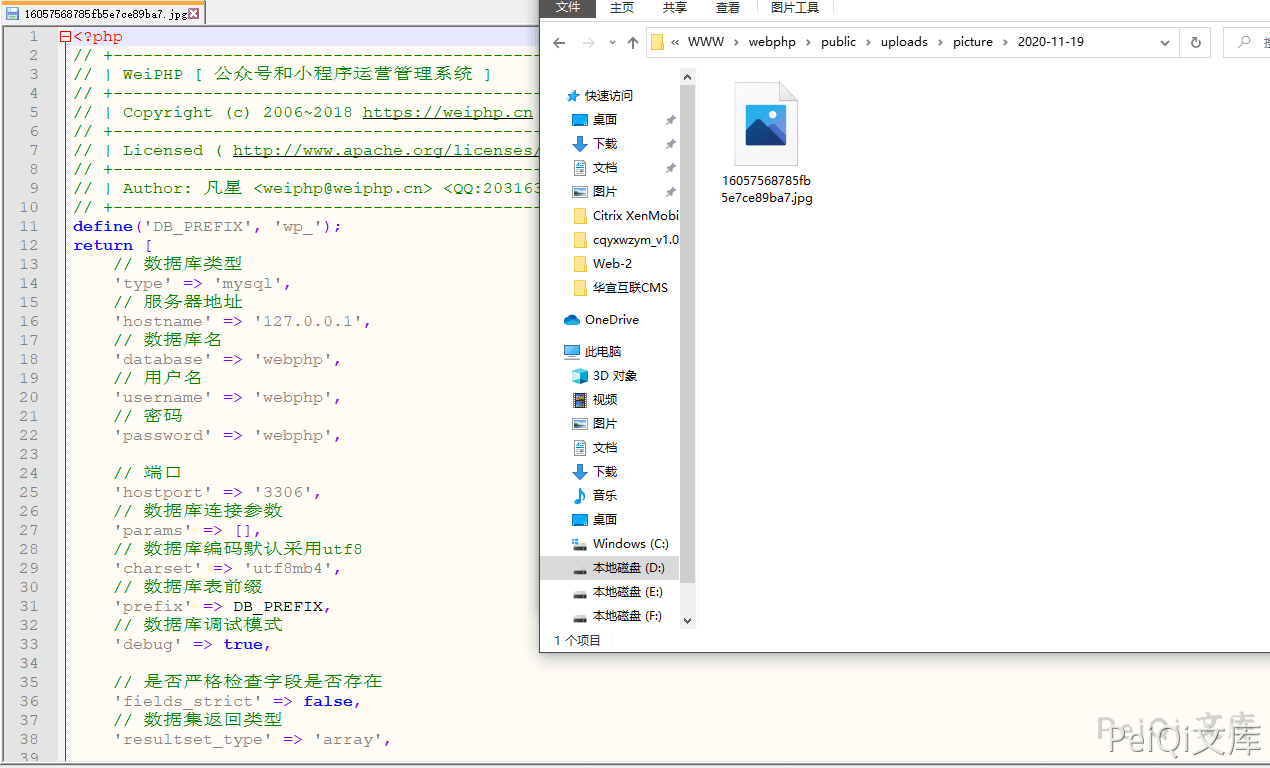 16057568785fb5e7ce89ba7.jpg
1 <?php
2 // +----------------------------------------------
3 // | WeiPHP [ 公众号和小程序运营管理系统 ]
4 // +----------------------------------------------
5 // | Copyright (c) 2006~2018 https://weiphp.cn
6 // +----------------------------------------------
7 // | Licensed ( http://www.apache.org/licenses/
8 // +----------------------------------------------
9 // | Author: 凡星 <weiphp@weiphp.cn> <QQ:203163
10 // +----------------------------------------------
11 define('DB_PREFIX', 'wp_');
12 return [
13 // 数据库类型
14 'type' => 'mysql',
15 // 服务器地址
16 'hostname' => '127.0.0.1',
17 // 数据库名
18 'database' => 'webphp',
19 // 用户名
20 'username' => 'webphp',
21 // 密码
22 'password' => 'webphp',
23
24 // 端口
25 'hostport' => '3306',
26 // 数据库连接参数
27 'params' => [],
28 // 数据库编码默认采用utf8
29 'charset' => 'utf8mb4',
30 // 数据库表前缀
31 'prefix' => DB_PREFIX,
32 // 数据库调试模式
33 'debug' => true,
34
35 // 是否严格检查字段是否存在
36 'fields_strict' => false,
37 // 数据集返回类型
38 'resultset_type' => 'array',
39
文件 主页 共享 查看 图片工具
« WWW › webphp › public › uploads › picture › 2020-11-19
快速访问
桌面
下载
文档
图片
Citrix XenMobi
cqyxwzym_v1.0
Web-2
华宜互联CMS
OneDrive
此电脑
3D 对象
视频
图片
文档
下载
音乐
桌面
Windows (C:)
本地磁盘 (D:)
本地磁盘 (E:)
本地磁盘 (F:)
1 个项目
16057568785fb
5e7ce89ba7.jpg
PeiQi文库
PeiQi文库